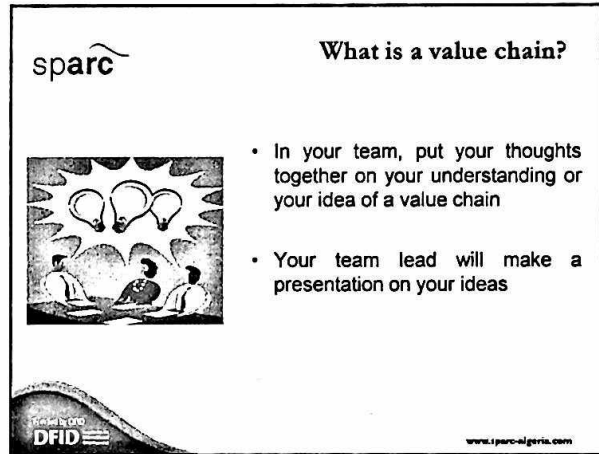 sparc
What is a value chain?
• In your team, put your thoughts
together on your understanding or
your idea of a value chain
• Your team lead will make a
presentation on your ideas
DFID